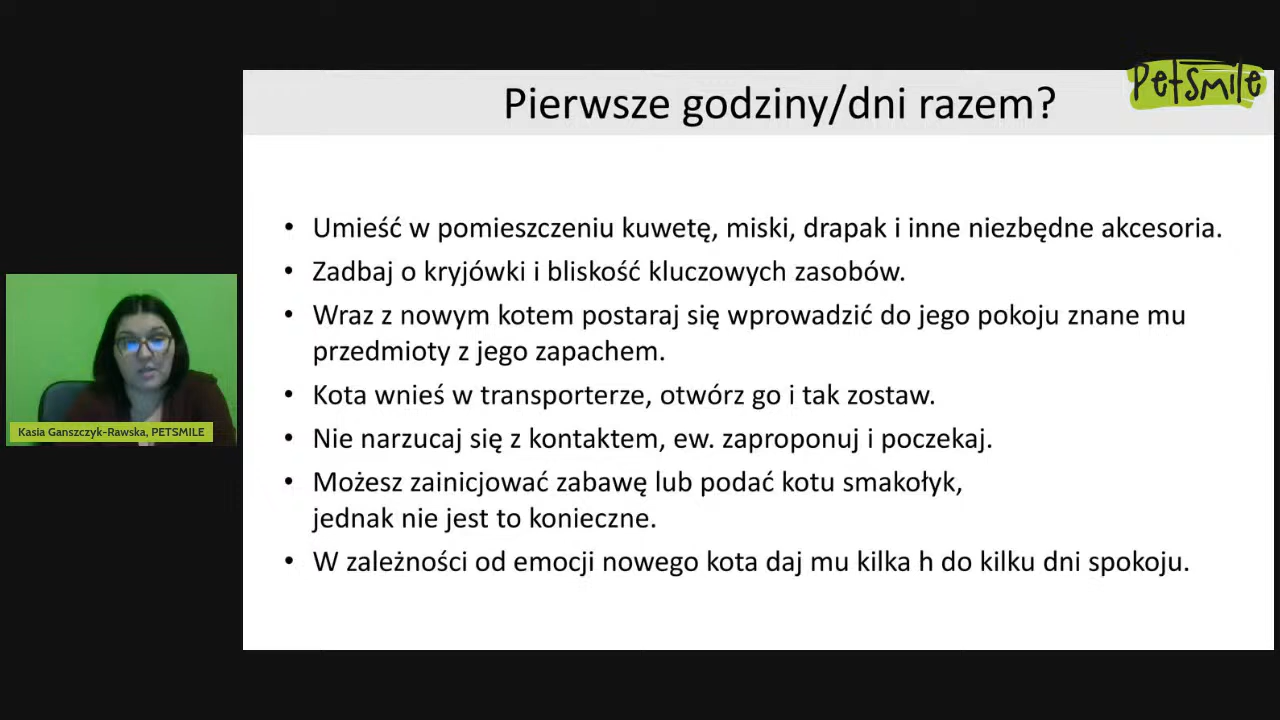 PetSmile
Pierwsze godziny/dni razem?
• Umieść w pomieszczeniu kuwetę, miski, drapak i inne niezbędne akcesoria.
• Zadbaj o kryjówki i bliskość kluczowych zasobów.
• Wraz z nowym kotem postaraj się wprowadzić do jego pokoju znane mu
przedmioty z jego zapachem.
• Kota wnieś w transporterze, otwórz go i tak zostaw.
• Nie narzucaj się z kontaktem, ew. zaproponuj i poczekaj.
• Możesz zainicjować zabawę lub podać kotu smakołyk,
jednak nie jest to konieczne.
• W zależności od emocji nowego kota daj mu kilka h do kilku dni spokoju.
Kasia Ganszczyk-Rawska, PETSMILE